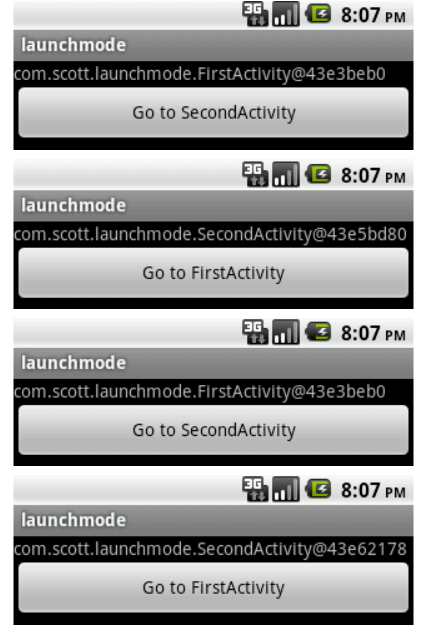 3G 8:07 PM
launchmode
com.scott.launchmode.FirstActivity@43e3beb0
Go to SecondActivity
3G 8:07 PM
launchmode
com.scott.launchmode.SecondActivity@43e5bd80
Go to FirstActivity
3G 8:07 PM
launchmode
com.scott.launchmode.FirstActivity@43e3beb0
Go to SecondActivity
3G 8:07 PM
launchmode
com.scott.launchmode.SecondActivity@43e62178
Go to FirstActivity